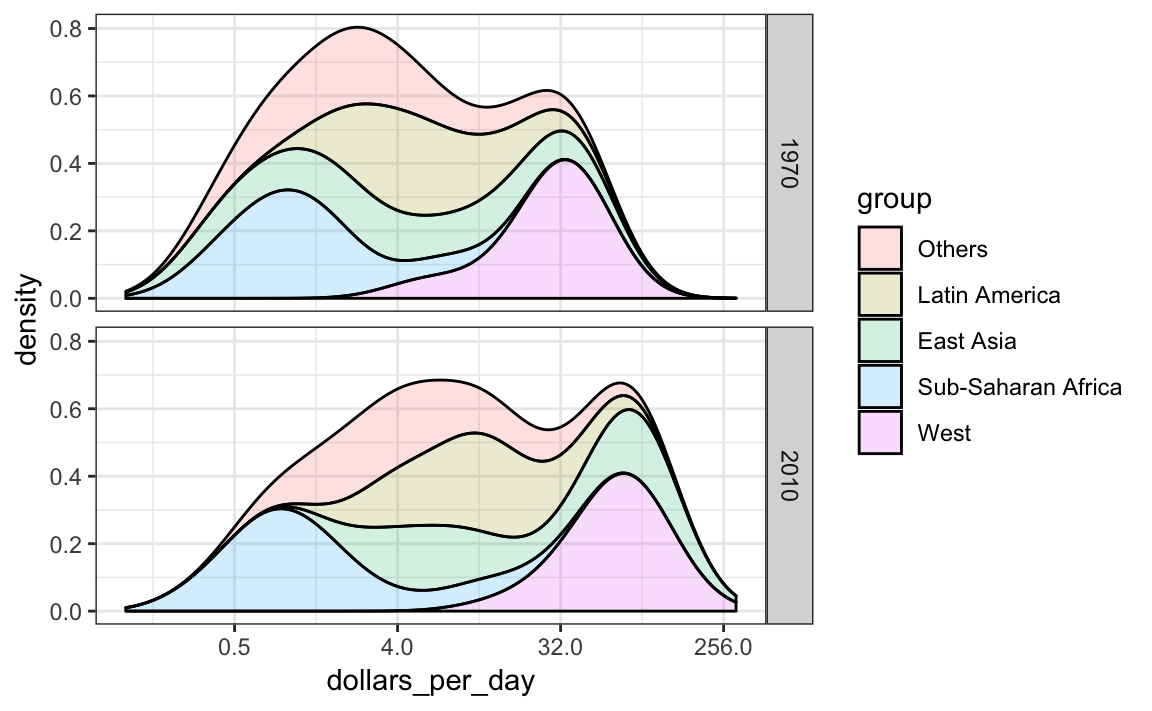 0.8
0.6
0.4
0.2
0.0
1970
0.8
0.6
0.4
0.2
0.0
2010
density
0.5 4.0 32.0 256.0
dollars_per_day
group
Others
Latin America
East Asia
Sub-Saharan Africa
West